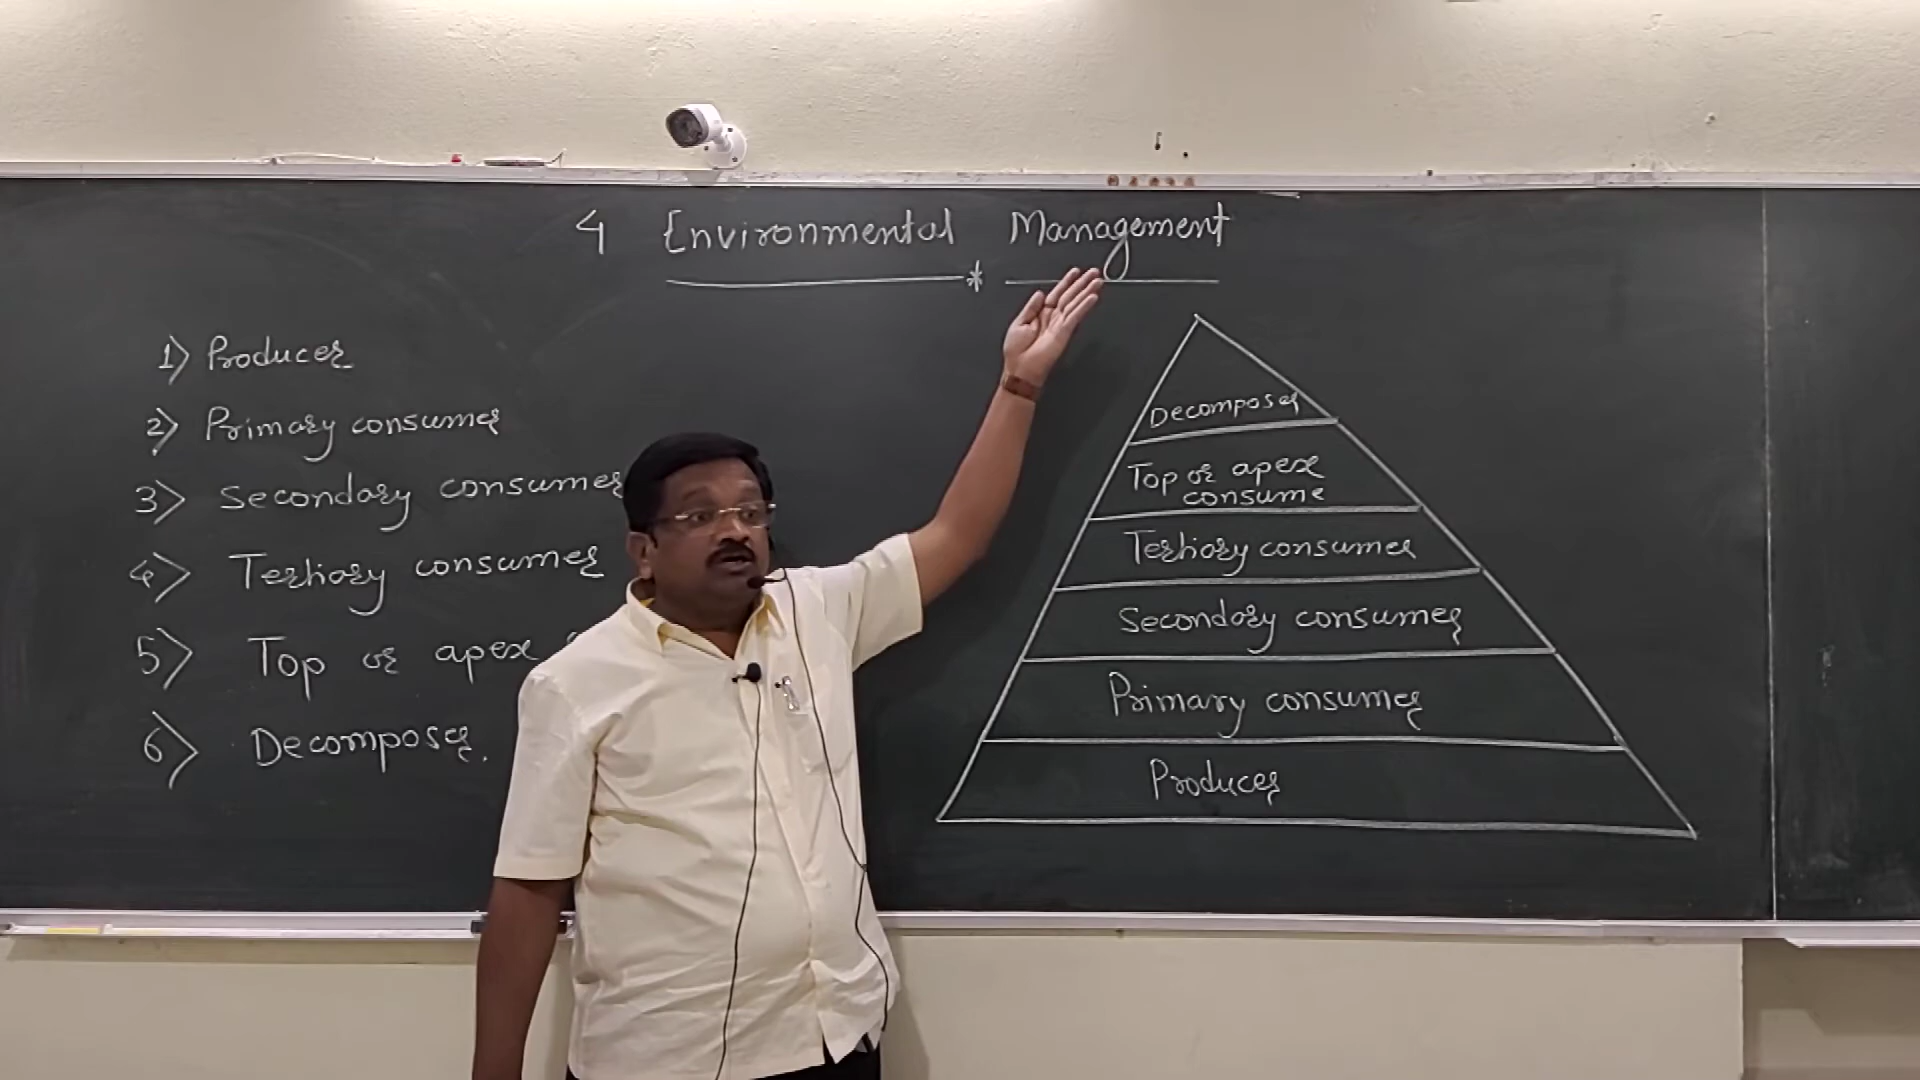 4 Environmental Management
1) Producer
2) Primary consumer
3) Secondary consumer
4) Tertiary consumer
5) Top or apex
6) Decomposer.
Decomposer
Top or apex
consume
Tertiary consumer
Secondary consumer
Primary consumer
Producer